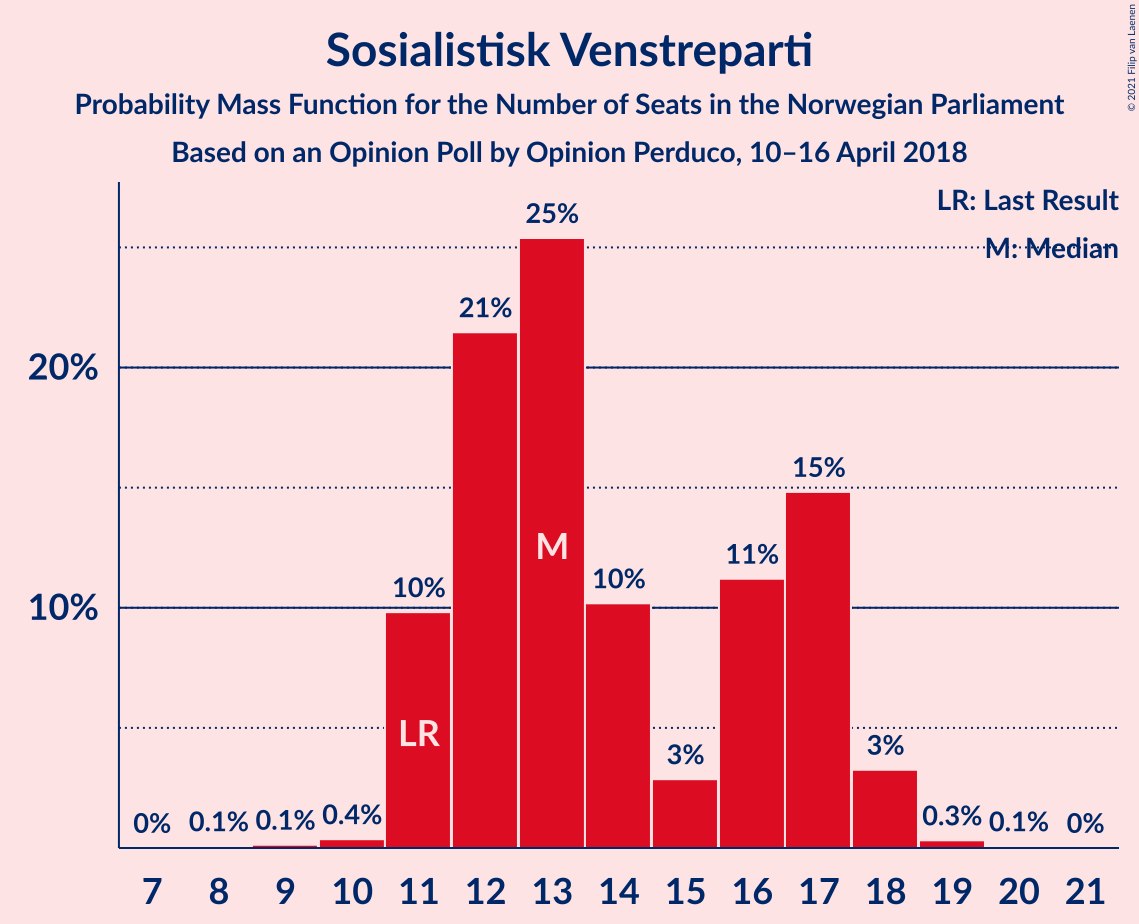 Sosialistisk Venstreparti
Probability Mass Function for the Number of Seats in the Norwegian Parliament
Based on an Opinion Poll by Opinion Perduco, 10–16 April 2018
© 2021 Filip van Laenen
LR: Last Result
M: Median
25%
21%
20%
15%
M
11%
10%
10%
10%
LR
3%
3%
0%
0.1%
0.1%
0.4%
0.3%
0.1%
0%
7 8 9 10 11 12 13 14 15 16 17 18 19 20 21